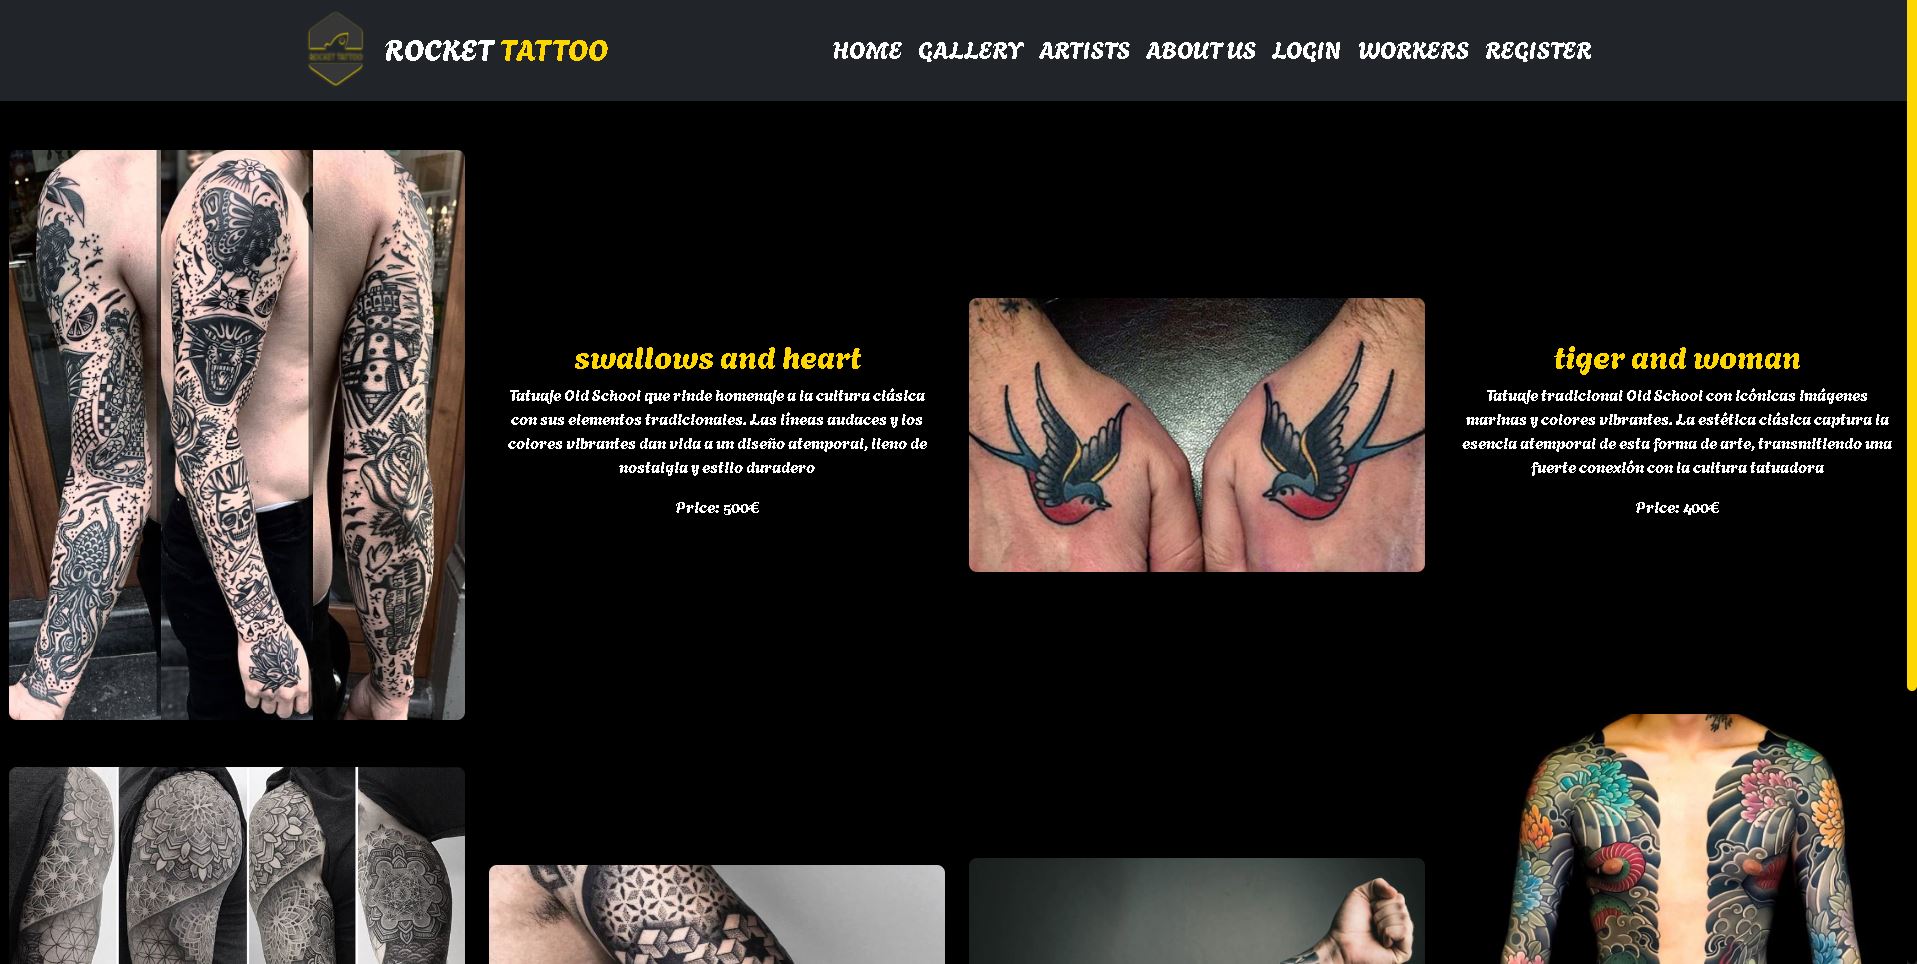 ROCKET TATTOO
HOME GALLERY ARTISTS ABOUT US LOGIN WORKERS REGISTER
swallows and heart
Tatuaje Old School que rinde homenaje a la cultura clásica
con sus elementos tradicionales. Las líneas audaces y los
colores vibrantes dan vida a un diseño atemporal, lleno de
nostalgia y estilo duradero
Price: 500€
tiger and woman
Tatuaje tradicional Old School con icónicas imágenes
marinas y colores vibrantes. La estética clásica captura la
esencia atemporal de esta forma de arte, transmitiendo una
fuerte conexión con la cultura tatuadora
Price: 400€